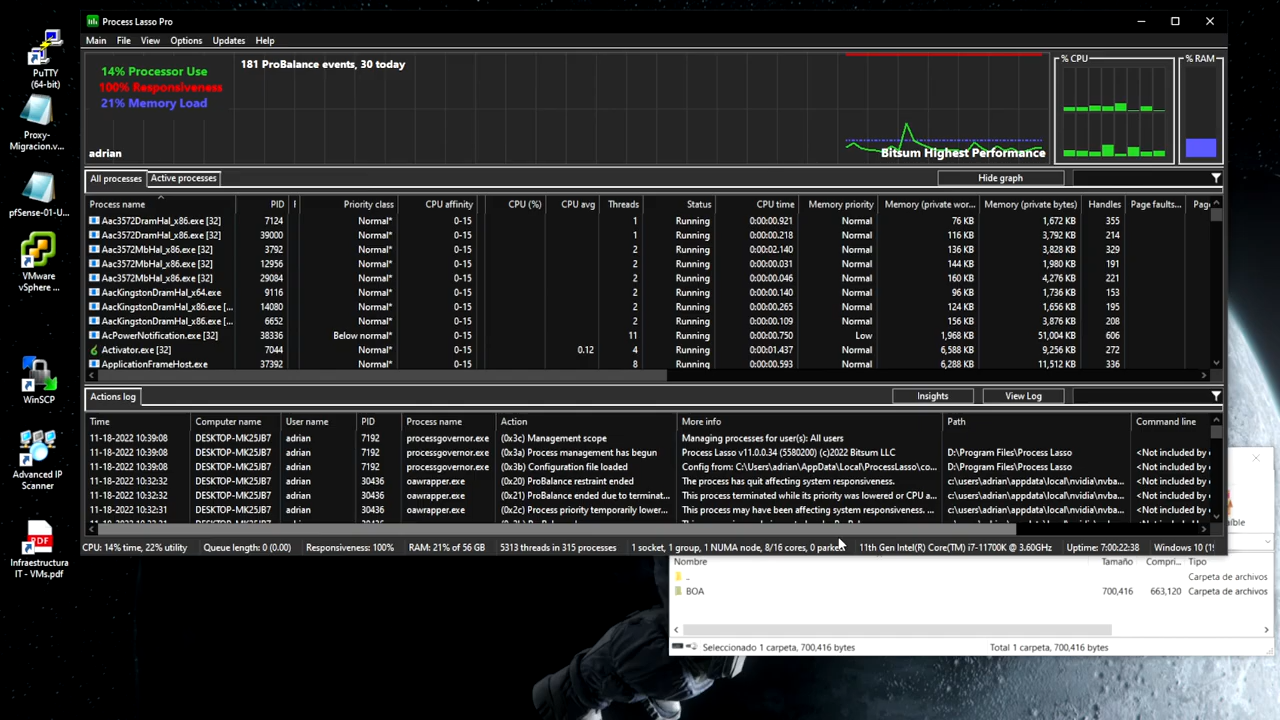 Process Lasso Pro
Main File View Options Updates Help
14% Processor Use
100% Responsiveness
21% Memory Load
adrian
181 ProBalance events, 30 today
Bitsum Highest Performance
% CPU
% RAM
All processes Active processes Hide graph
Process name PID Priority class CPU affinity CPU (%) CPU avg Threads Status CPU time Memory priority Memory (private wor... Memory (private bytes) Handles Page faults... Page
Aac3572DramHal_x86.exe [32] 7124 Normal* 0-15 1 Running 0:00:00.921 Normal 76 KB 1,672 KB 355
Aac3572DramHal_x86.exe [32] 39000 Normal* 0-15 1 Running 0:00:00.218 Normal 116 KB 3,792 KB 214
Aac3572MbHal_x86.exe [32] 3792 Normal* 0-15 2 Running 0:00:02.140 Normal 136 KB 3,828 KB 329
Aac3572MbHal_x86.exe [32] 12956 Normal* 0-15 2 Running 0:00:00.031 Normal 144 KB 1,980 KB 191
Aac3572MbHal_x86.exe [32] 29084 Normal* 0-15 2 Running 0:00:00.046 Normal 160 KB 4,276 KB 221
AacKingstonDramHal_x64.exe 9116 Normal* 0-15 2 Running 0:00:00.140 Normal 96 KB 1,736 KB 153
AacKingstonDramHal_x86.exe [... 14080 Normal* 0-15 2 Running 0:00:00.265 Normal 124 KB 1,656 KB 195
AacKingstonDramHal_x86.exe [... 6652 Normal* 0-15 2 Running 0:00:00.109 Normal 156 KB 3,876 KB 208
AcPowerNotification.exe [32] 38336 Below normal* 0-15 11 Running 0:00:00.750 Low 1,968 KB 51,004 KB 606
Activator.exe [32] 7044 Normal* 0-15 0.12 4 Running 0:00:01.437 Normal 6,588 KB 9,256 KB 272
ApplicationFrameHost.exe 37392 Normal* 0-15 8 Running 0:00:00.593 Normal 6,288 KB 11,512 KB 336
Actions log Insights View Log
Time Computer name User name PID Process name Action More info Path Command line
11-18-2022 10:39:08 DESKTOP-MK25JB7 adrian 7192 processgovernor.exe (0x3c) Management scope Managing processes for user(s): All users D:\Program Files\Process Lasso <Not included by
11-18-2022 10:39:08 DESKTOP-MK25JB7 adrian 7192 processgovernor.exe (0x3a) Process management has begun Process Lasso v11.0.0.34 (5580200) (c)2022 Bitsum LLC D:\Program Files\Process Lasso <Not included by
11-18-2022 10:39:08 DESKTOP-MK25JB7 adrian 7192 processgovernor.exe (0x3b) Configuration file loaded Config from: C:\Users\adrian\AppData\Local\ProcessLasso\co... D:\Program Files\Process Lasso <Not included by
11-18-2022 10:32:32 DESKTOP-MK25JB7 adrian 30436 oawrapper.exe (0x20) ProBalance restraint ended The process has quit affecting system responsiveness. c:\users\adrian\appdata\local\nvidia\nvba... <Not included by
11-18-2022 10:32:32 DESKTOP-MK25JB7 adrian 30436 oawrapper.exe (0x21) ProBalance ended due to terminat... This process terminated while its priority was lowered or CPU a... c:\users\adrian\appdata\local\nvidia\nvba... <Not included by
11-18-2022 10:32:31 DESKTOP-MK25JB7 adrian 30436 oawrapper.exe (0x21) Process priority temporarily lower... This process may have been affecting system responsiveness. ... c:\users\adrian\appdata\local\nvidia\nvba... <Not included by
CPU: 14% time, 22% utility Queue length: 0 (0.00) Responsiveness: 100% RAM: 21% of 56 GB 5313 threads in 315 processes 1 socket, 1 group, 1 NUMA node, 8/16 cores, 0 parked 11th Gen Intel(R) Core(TM) i7-11700K @ 3.60GHz Uptime: 7:00:22:38 Windows 10
PuTTY
(64-bit)
Proxy-
Migracion.v...
pfSense-01-U...
VMware
vSphere ...
WinSCP
Advanced IP
Scanner
Infraestructura
IT - VMs.pdf
Nombre Tamaño Compri... Tipo
.. Carpeta de archivos
BOA 700,416 663,120 Carpeta de archivos
Seleccionado 1 carpeta, 700,416 bytes Total 1 carpeta, 700,416 bytes